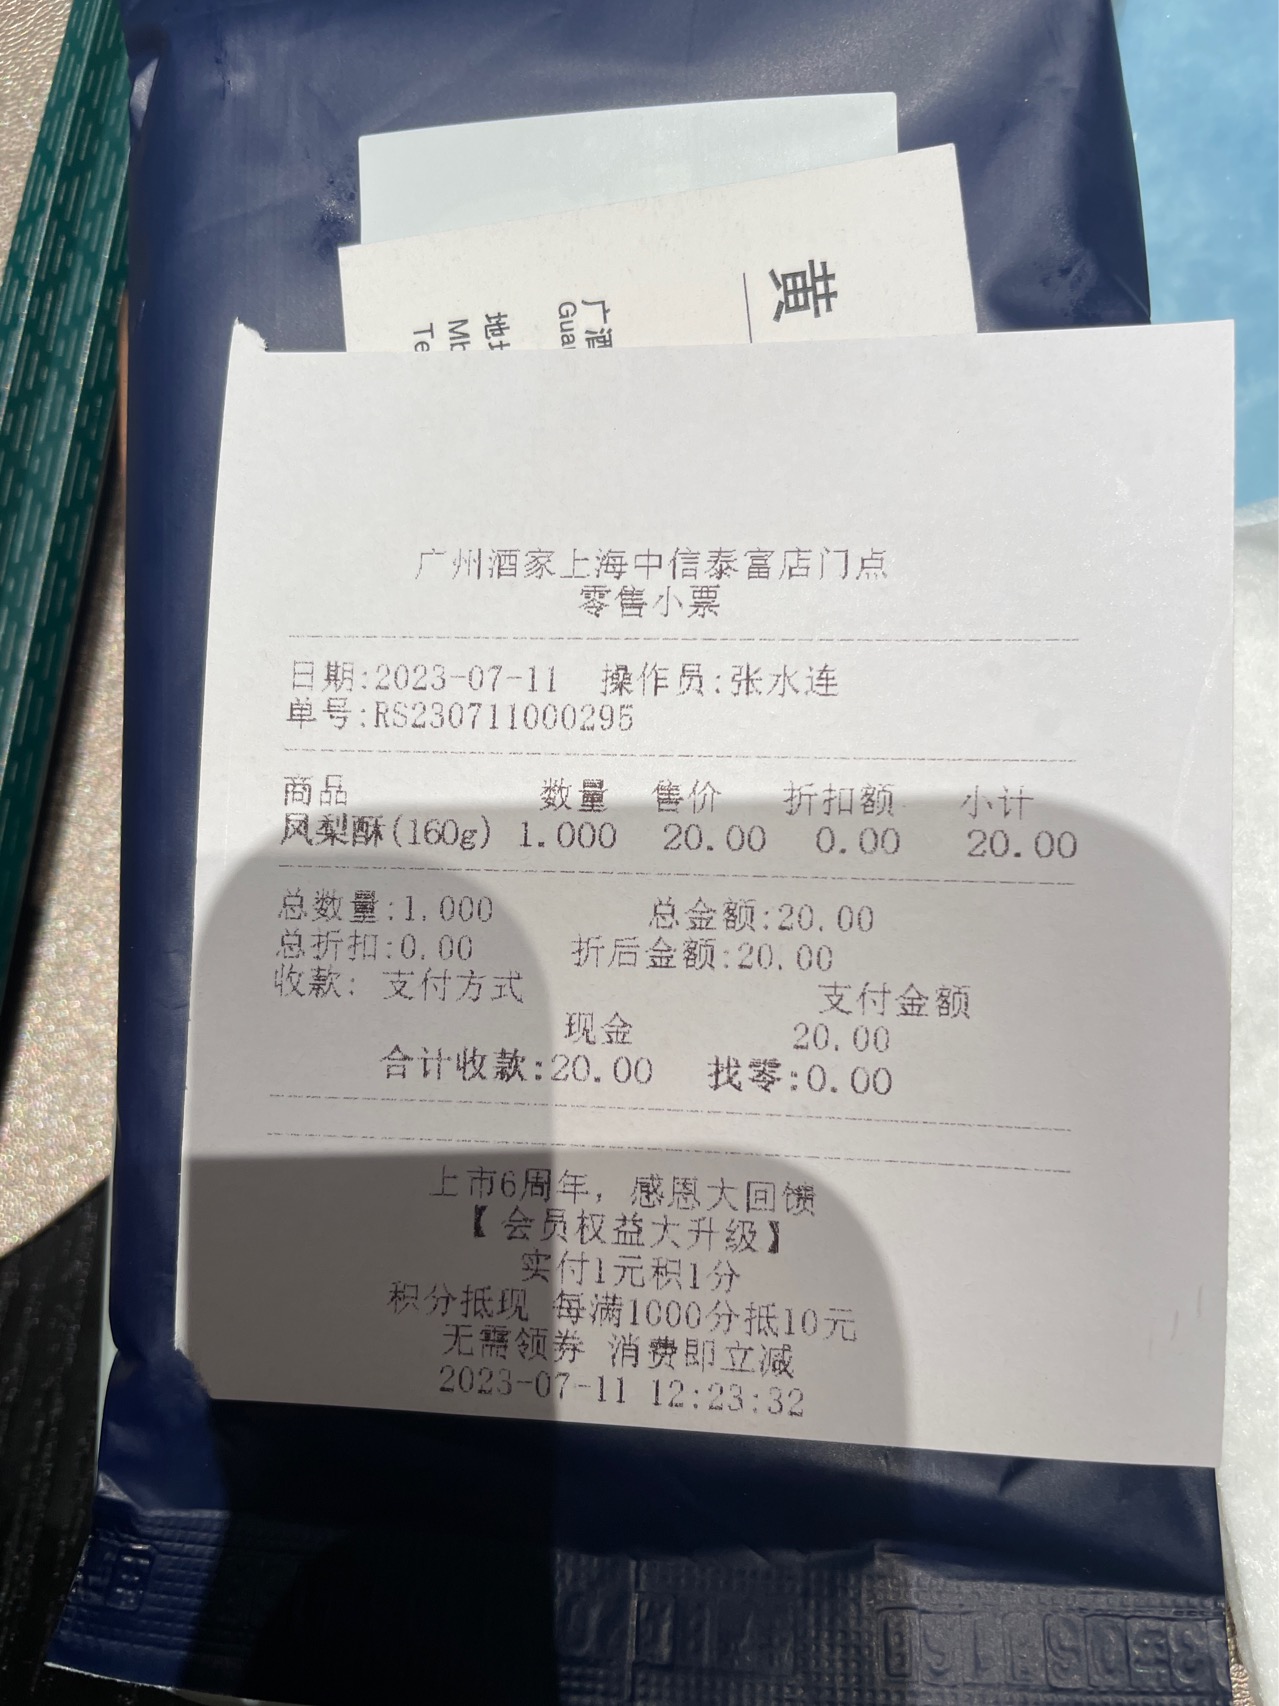 黄
广酒
Gua
地
Mb
Te
广州酒家上海中信泰富店门点
零售小票
日期:2023-07-11 操作员:张水连
单号:RS230711000295
商品 数量 售价 折扣额 小计
凤梨酥(160g) 1.000 20.00 0.00 20.00
总数量:1.000 总金额:20.00
总折扣:0.00 折后金额:20.00
收款: 支付方式 支付金额
现金 20.00
合计收款:20.00 找零:0.00
上市6周年, 感恩大回馈
【会员权益大升级】
实付1元积1分
积分抵现 每满1000分抵10元
无需领券 消费即立减
2023-07-11 12:23:32